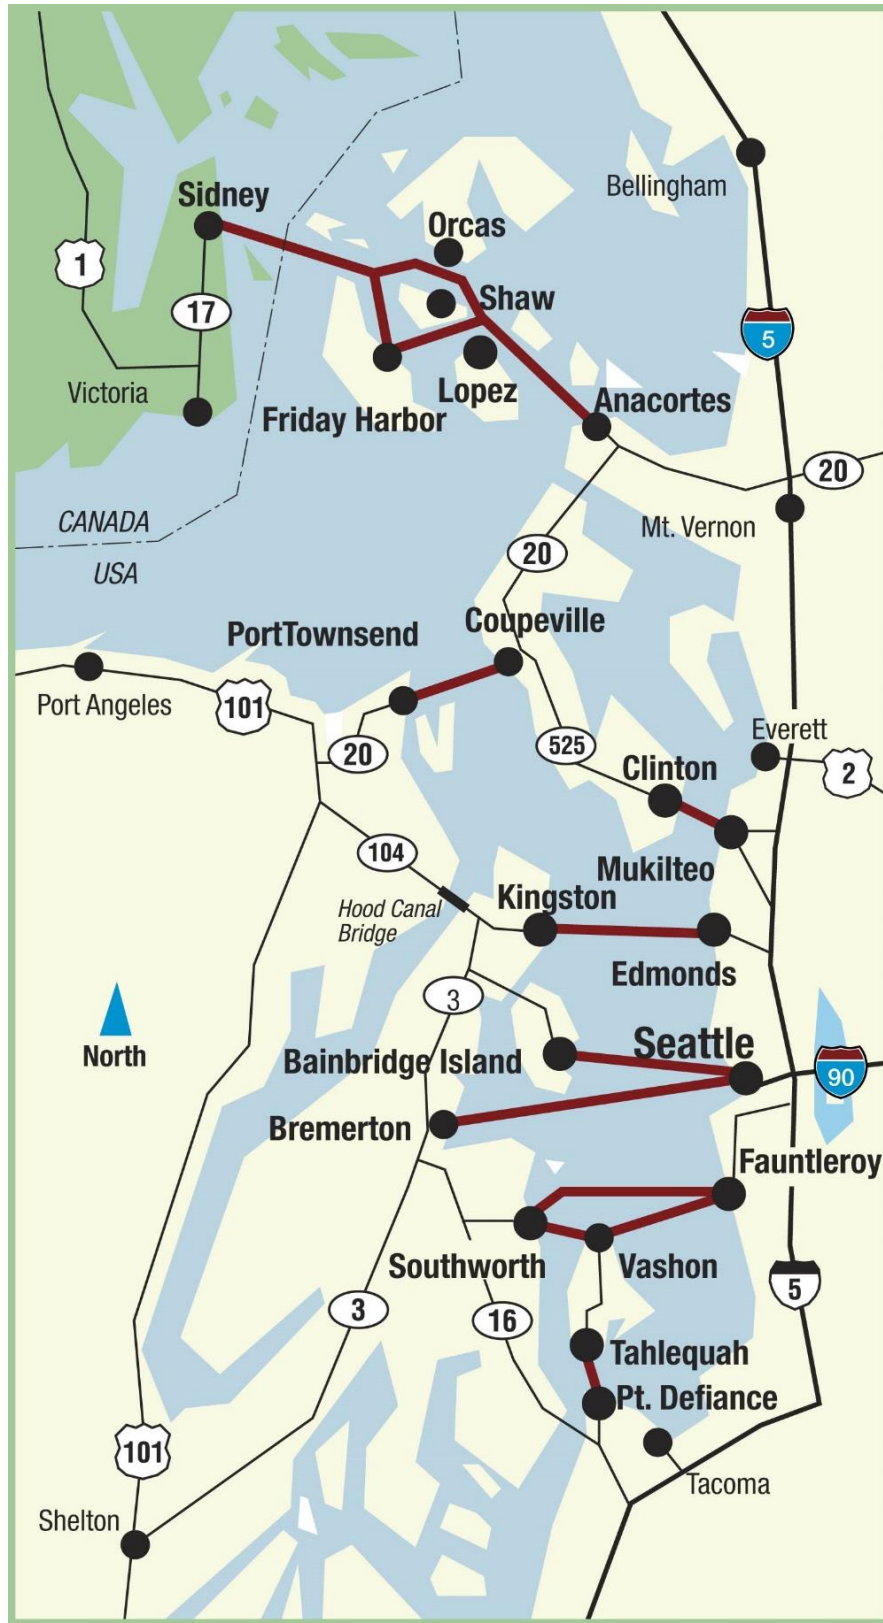 Bellingham
Sidney
Orcas
1
Shaw
17
5
Victoria
Lopez
Friday Harbor
Anacortes
20
CANADA
Mt. Vernon
USA
20
PortTownsend
Coupeville
Port Angeles
101
20
525
Everett
Clinton
2
104
Mukilteo
Kingston
Hood Canal
Bridge
Edmonds
3
North
Bainbridge Island
Seattle
90
Bremerton
Fauntleroy
Southworth
Vashon
5
3
16
Tahlequah
Pt. Defiance
101
Tacoma
Shelton